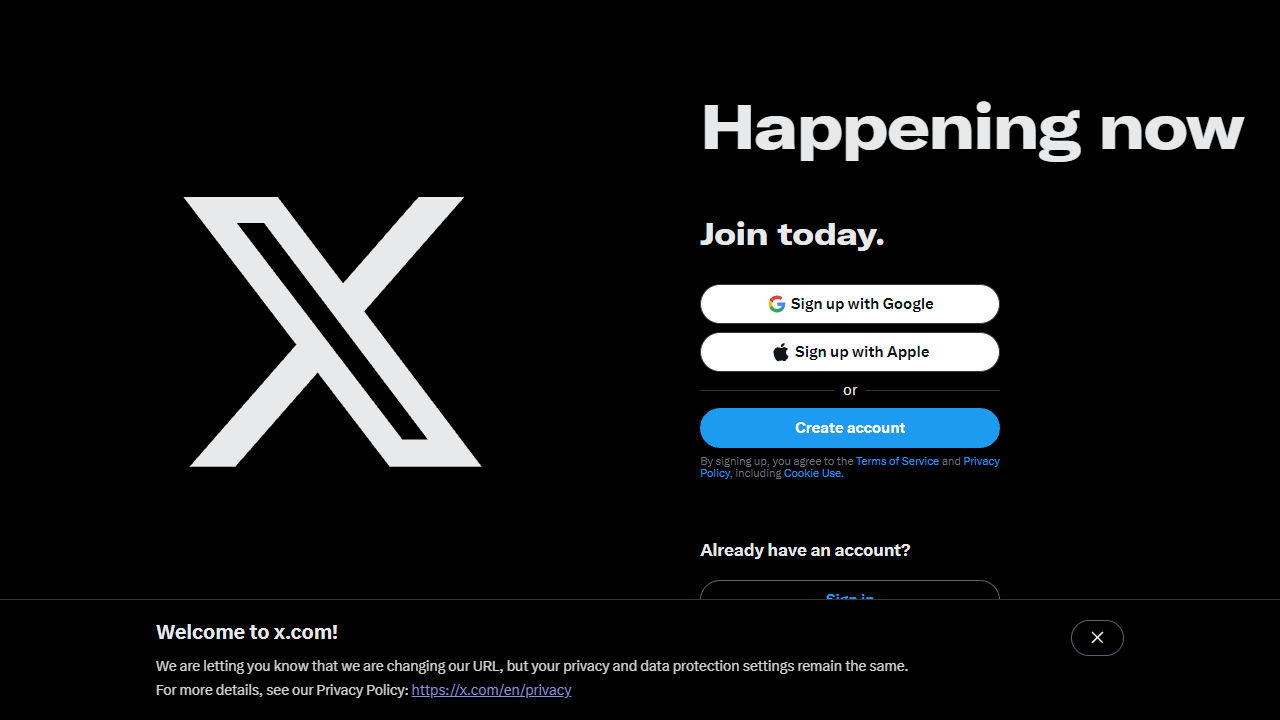 Happening now
Join today.
Sign up with Google
Sign up with Apple
or
Create account
By signing up, you agree to the Terms of Service and Privacy
Policy, including Cookie Use.
Already have an account?
Sign in
Welcome to x.com!
We are letting you know that we are changing our URL, but your privacy and data protection settings remain the same.
For more details, see our Privacy Policy: https://x.com/en/privacy